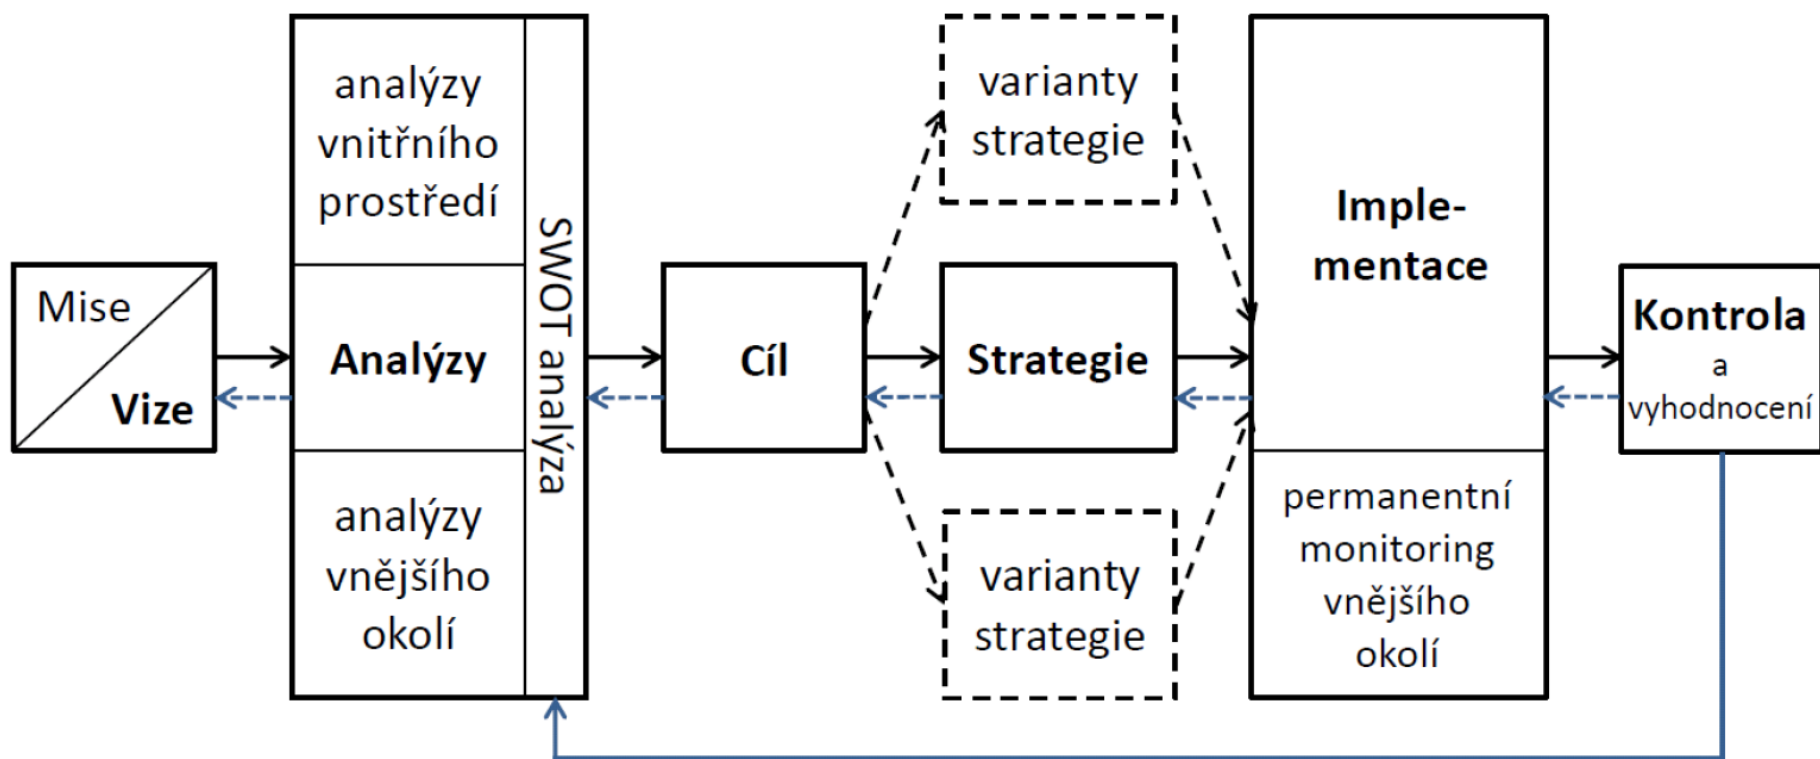 Mise
Vize
analýzy
vnitřního
prostředí
Analýzy
analýzy
vnějšího
okolí
SWOT analýza
Cíl
varianty
strategie
Strategie
varianty
strategie
Imple-
mentace
permanentní
monitoring
vnějšího
okolí
Kontrola
a
vyhodnocení